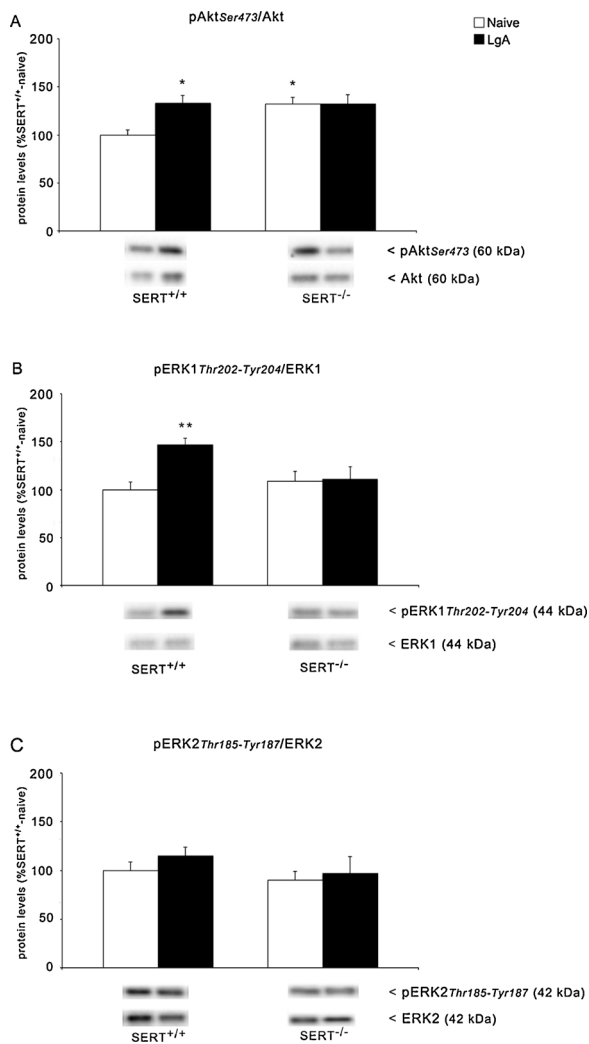 A
pAktSer473/Akt
Naive
LgA
protein levels (%SERT+/+-naive)
200
150
100
50
0
*
*
< pAktSer473 (60 kDa)
< Akt (60 kDa)
SERT+/+
SERT-/-
B
pERK1Thr202-Tyr204/ERK1
protein levels (%SERT+/+-naive)
200
150
100
50
0
**
< pERK1Thr202-Tyr204 (44 kDa)
< ERK1 (44 kDa)
SERT+/+
SERT-/-
C
pERK2Thr185-Tyr187/ERK2
protein levels (%SERT+/+-naive)
200
150
100
50
0
< pERK2Thr185-Tyr187 (42 kDa)
< ERK2 (42 kDa)
SERT+/+
SERT-/-